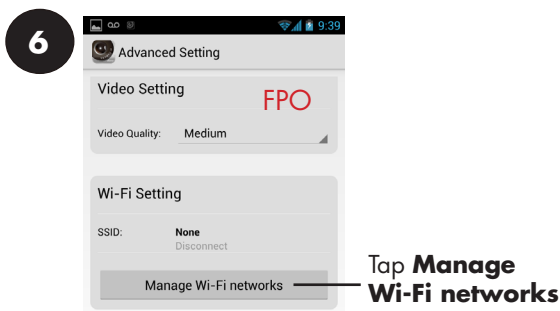 6
9:39
Advanced Setting
Video Setting
FPO
Video Quality: Medium
Wi-Fi Setting
SSID: None
Disconnect
Manage Wi-Fi networks
Tap Manage
Wi-Fi networks